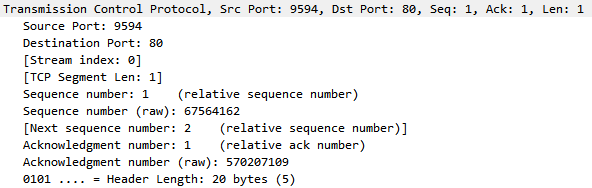 Transmission Control Protocol, Src Port: 9594, Dst Port: 80, Seq: 1, Ack: 1, Len: 1
Source Port: 9594
Destination Port: 80
[Stream index: 0]
[TCP Segment Len: 1]
Sequence number: 1    (relative sequence number)
Sequence number (raw): 67564162
[Next sequence number: 2    (relative sequence number)]
Acknowledgment number: 1    (relative ack number)
Acknowledgment number (raw): 570207109
0101 .... = Header Length: 20 bytes (5)